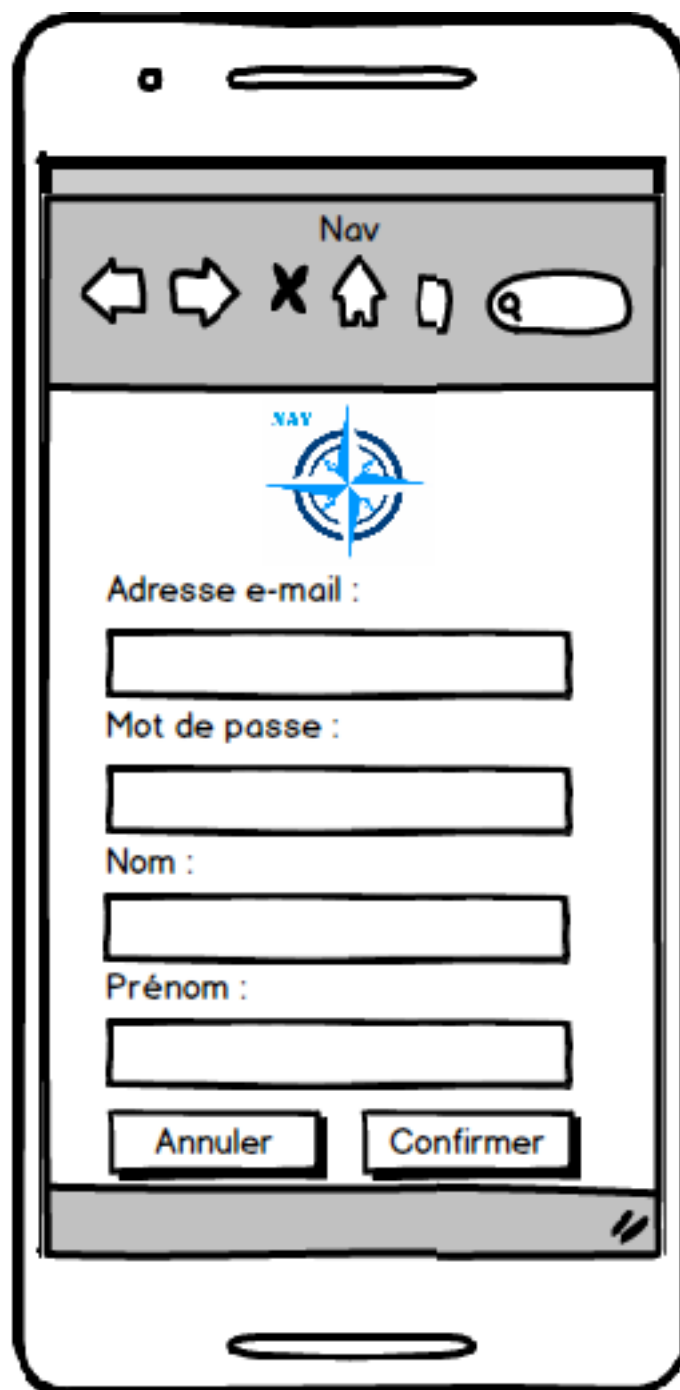 Nav
NAV
Adresse e-mail :
Mot de passe :
Nom :
Prénom :
Annuler
Confirmer